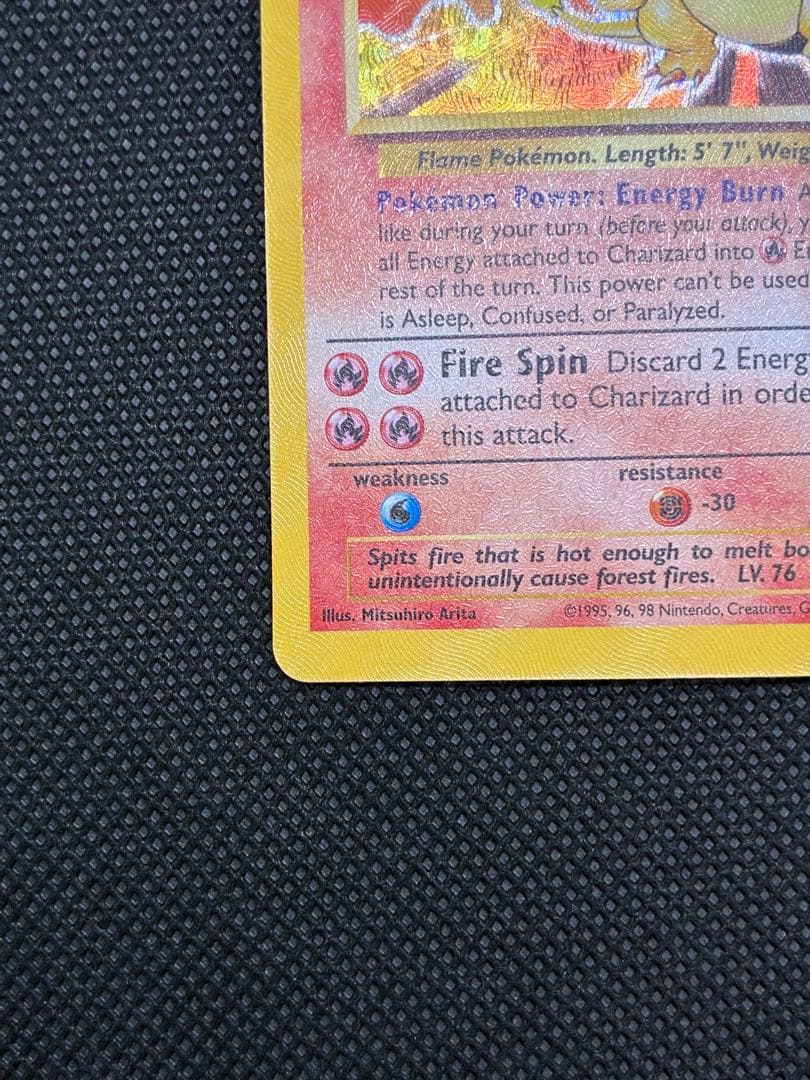 Flame Pokémon. Length: 5' 7", Weig
Pokémon Power: Energy Burn A
like during your turn (before your attack), y
all Energy attached to Charizard into E
rest of the turn. This power can't be used
is Asleep, Confused, or Paralyzed.
Fire Spin Discard 2 Energ
attached to Charizard in orde
this attack.
weakness resistance
-30
Spits fire that is hot enough to melt bo
unintentionally cause forest fires. LV. 76
Illus. Mitsuhiro Arita ©1995, 96, 98 Nintendo, Creatures, G